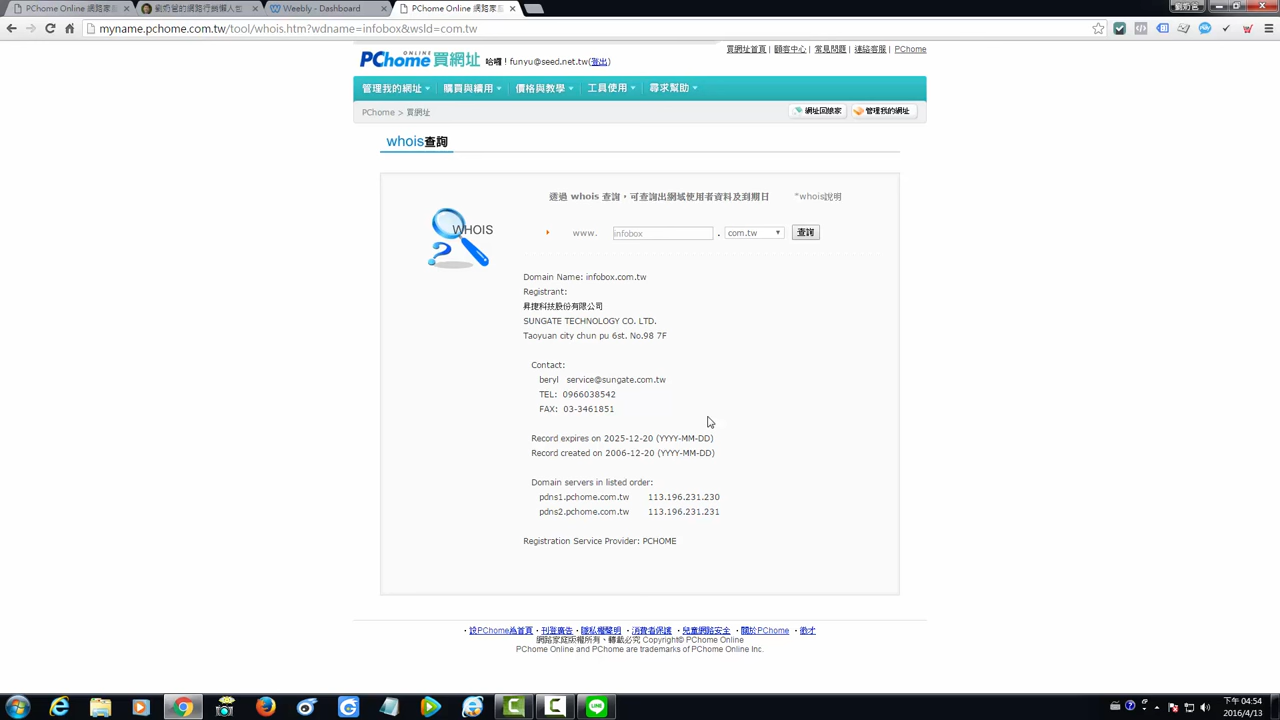 PChome Online 網路家
劉奶爸的網路行銷懶人包
Weebly - Dashboard
PChome Online 網路家
劉奶爸
myname.pchome.com.tw/tool/whois.htm?wdname=infobox&wsld=com.tw
PChome ONLINE 買網址
哈囉 ! funyu@seed.net.tw(登出)
買網址首頁 | 顧客中心 | 常見問題 | 連絡客服 | PChome
管理我的網址 購買與續用 價格與教學 工具使用 尋求幫助
PChome > 買網址
網址回娘家 管理我的網址
whois查詢
透過 whois 查詢，可查詢出網域使用者資料及到期日
"whois說明
WHOIS
www. infobox . com.tw 查詢
Domain Name: infobox.com.tw
Registrant:
昇捷科技股份有限公司
SUNGATE TECHNOLOGY CO. LTD.
Taoyuan city chun pu 6st. No.98 7F
Contact:
beryl service@sungate.com.tw
TEL: 0966038542
FAX: 03-3461851
Record expires on 2025-12-20 (YYYY-MM-DD)
Record created on 2006-12-20 (YYYY-MM-DD)
Domain servers in listed order:
pdns1.pchome.com.tw 113.196.231.230
pdns2.pchome.com.tw 113.196.231.231
Registration Service Provider: PCHOME
‧設PChome為首頁 ‧刊登廣告 ‧隱私權聲明 ‧消費者保護 ‧兒童網路安全 ‧關於PChome ‧徵才
網路家庭版權所有、轉載必究 Copyright© PChome Online
PChome Online and PChome are trademarks of PChome Online Inc.
下午 04:54
2016/4/13